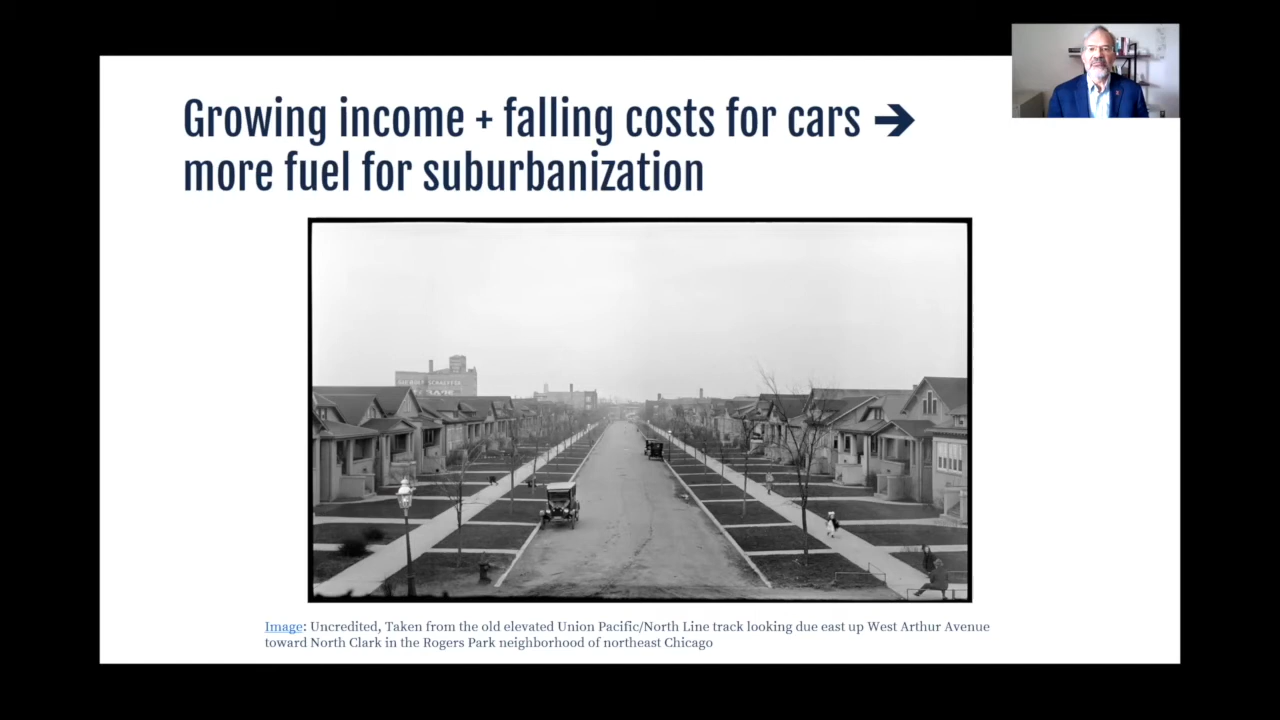 Growing income + falling costs for cars →
more fuel for suburbanization
Image: Uncredited, Taken from the old elevated Union Pacific/North Line track looking due east up West Arthur Avenue
toward North Clark in the Rogers Park neighborhood of northeast Chicago